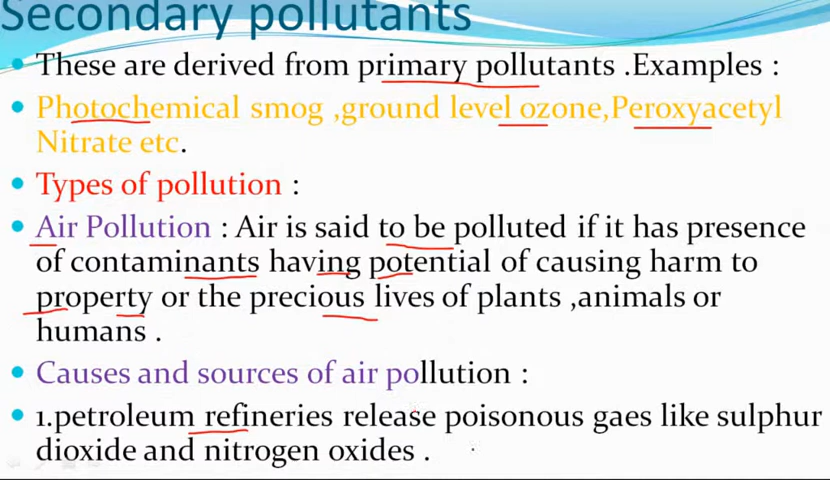 Secondary pollutants
These are derived from primary pollutants .Examples :
Photochemical smog ,ground level ozone,Peroxyacetyl
Nitrate etc.
Types of pollution :
Air Pollution : Air is said to be polluted if it has presence
of contaminants having potential of causing harm to
property or the precious lives of plants ,animals or
humans .
Causes and sources of air pollution :
1.petroleum refineries release poisonous gaes like sulphur
dioxide and nitrogen oxides .